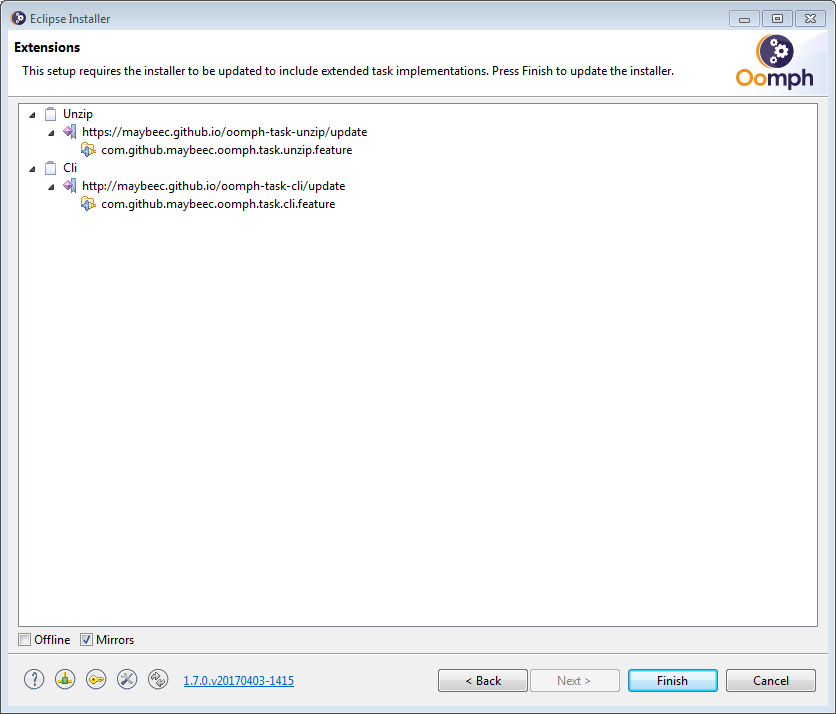 Eclipse Installer
Extensions
This setup requires the installer to be updated to include extended task implementations. Press Finish to update the installer.
Oomph
Unzip
https://maybeec.github.io/oomph-task-unzip/update
com.github.maybeec.oomph.task.unzip.feature
Cli
http://maybeec.github.io/oomph-task-cli/update
com.github.maybeec.oomph.task.cli.feature
Offline Mirrors
? 1.7.0.v20170403-1415 < Back Next > Finish Cancel